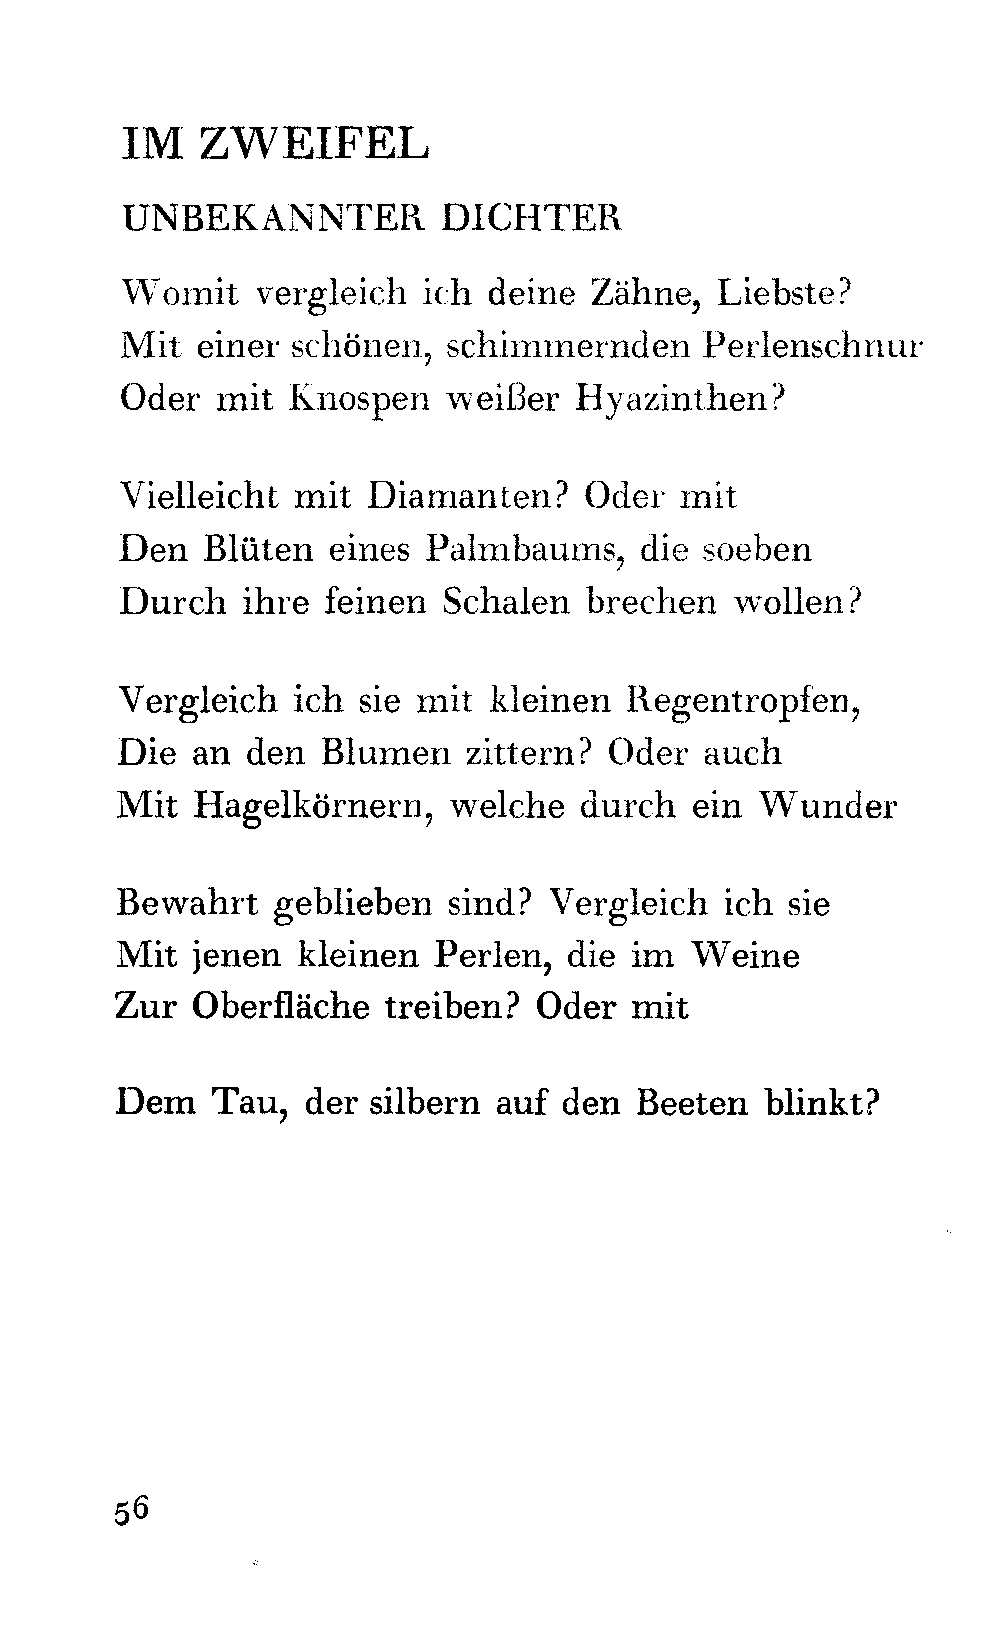 IM ZWEIFEL
UNBEKANNTER DICHTER
Womit vergleich ich deine Zähne, Liebste?
Mit einer schönen, schimmernden Perlenschnur
Oder mit Knospen weißer Hyazinthen?
Vielleicht mit Diamanten? Oder mit
Den Blüten eines Palmbaums, die soeben
Durch ihre feinen Schalen brechen wollen?
Vergleich ich sie mit kleinen Regentropfen,
Die an den Blumen zittern? Oder auch
Mit Hagelkörnern, welche durch ein Wunder
Bewahrt geblieben sind? Vergleich ich sie
Mit jenen kleinen Perlen, die im Weine
Zur Oberfläche treiben? Oder mit
Dem Tau, der silbern auf den Beeten blinkt?
56